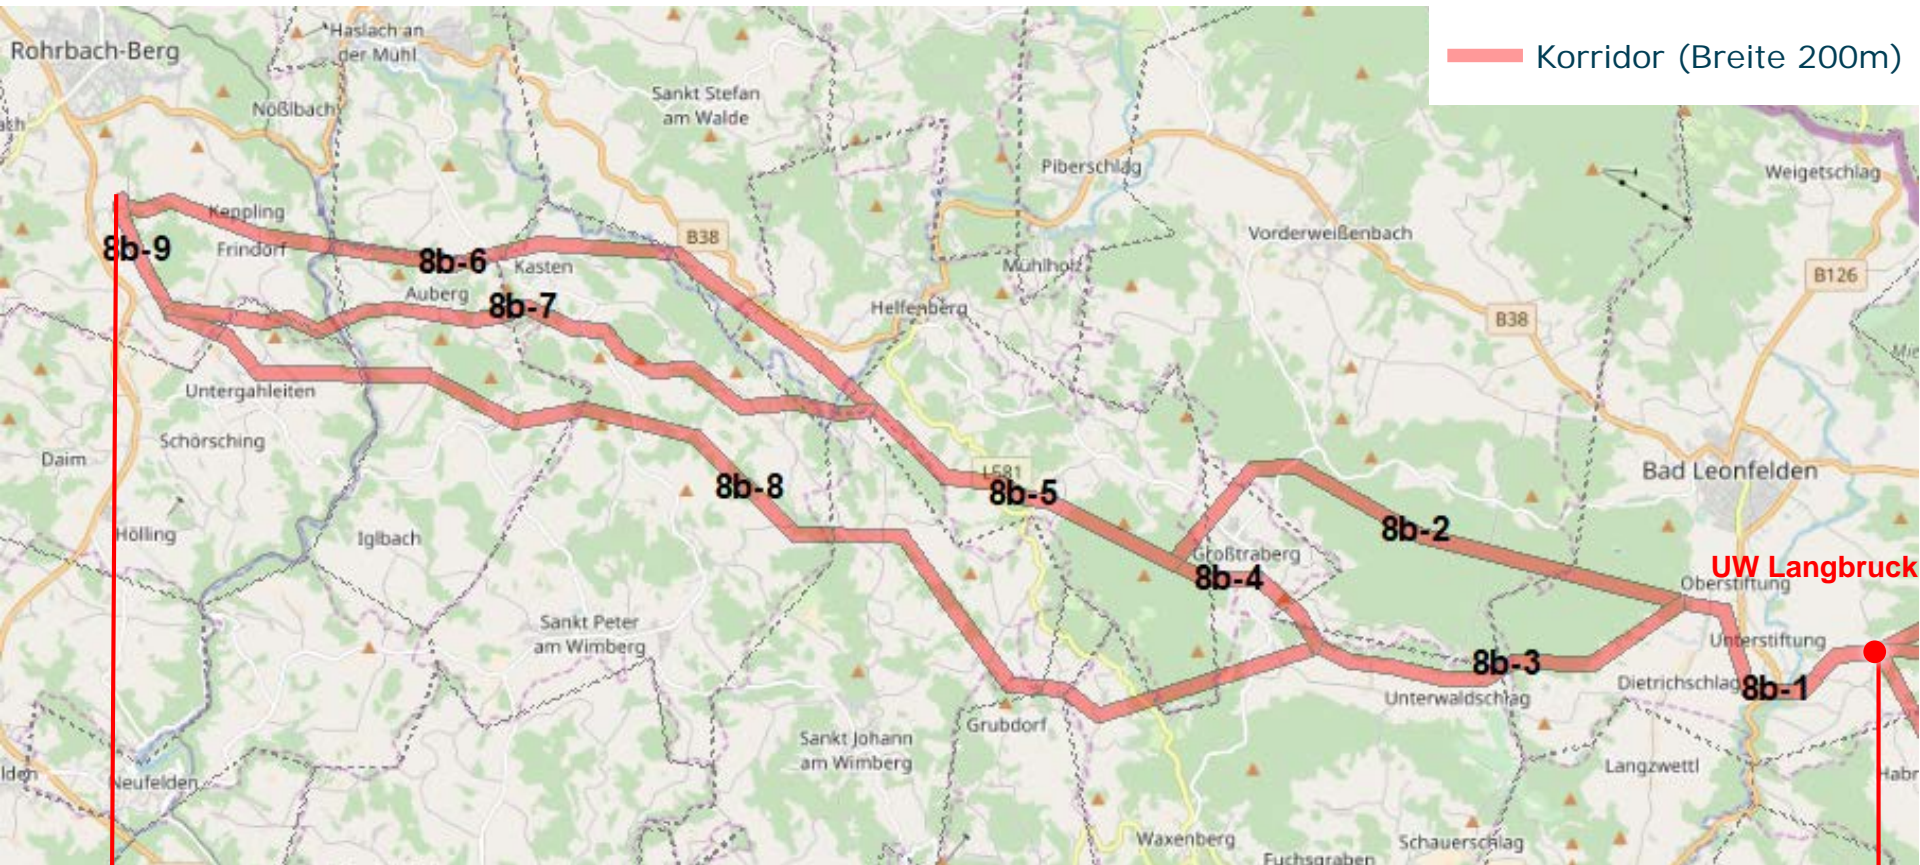 Korridor (Breite 200m)
Rohrbach-Berg
Haslach an
der Mühl
Nößlbach
Sankt Stefan
am Walde
Piberschlag
Weigetschlag
Keppling
Frindorf
8b-9
8b-6
Kasten
B38
Vorderweißenbach
Mühlholz
B126
Auberg
8b-7
Helfenberg
B38
Untergahleiten
Schörsching
Daim
8b-8
L581
8b-5
8b-2
Bad Leonfelden
Hölling
Iglbach
Großtraberg
8b-4
UW Langbruck
Oberstiftung
Sankt Peter
am Wimberg
Unterstiftung
8b-3
Unterwaldschlag
Dietrichschlag
8b-1
Grubdorf
Sankt Johann
am Wimberg
Langzwettl
Neufelden
lden
Habr
Waxenberg
Schauerschlag
Fuchsgraben